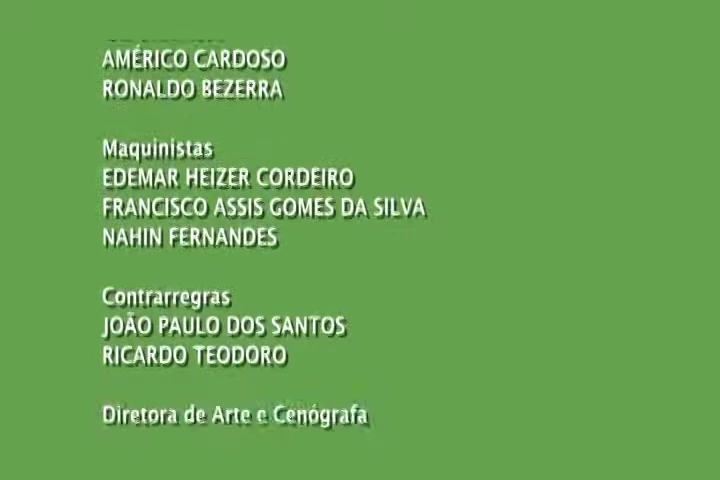 AMÉRICO CARDOSO
RONALDO BEZERRA
Maquinistas
EDEMAR HEIZER CORDEIRO
FRANCISCO ASSIS GOMES DA SILVA
NAHIN FERNANDES
Contrarregras
JOÃO PAULO DOS SANTOS
RICARDO TEODORO
Diretora de Arte e Cenógrafa